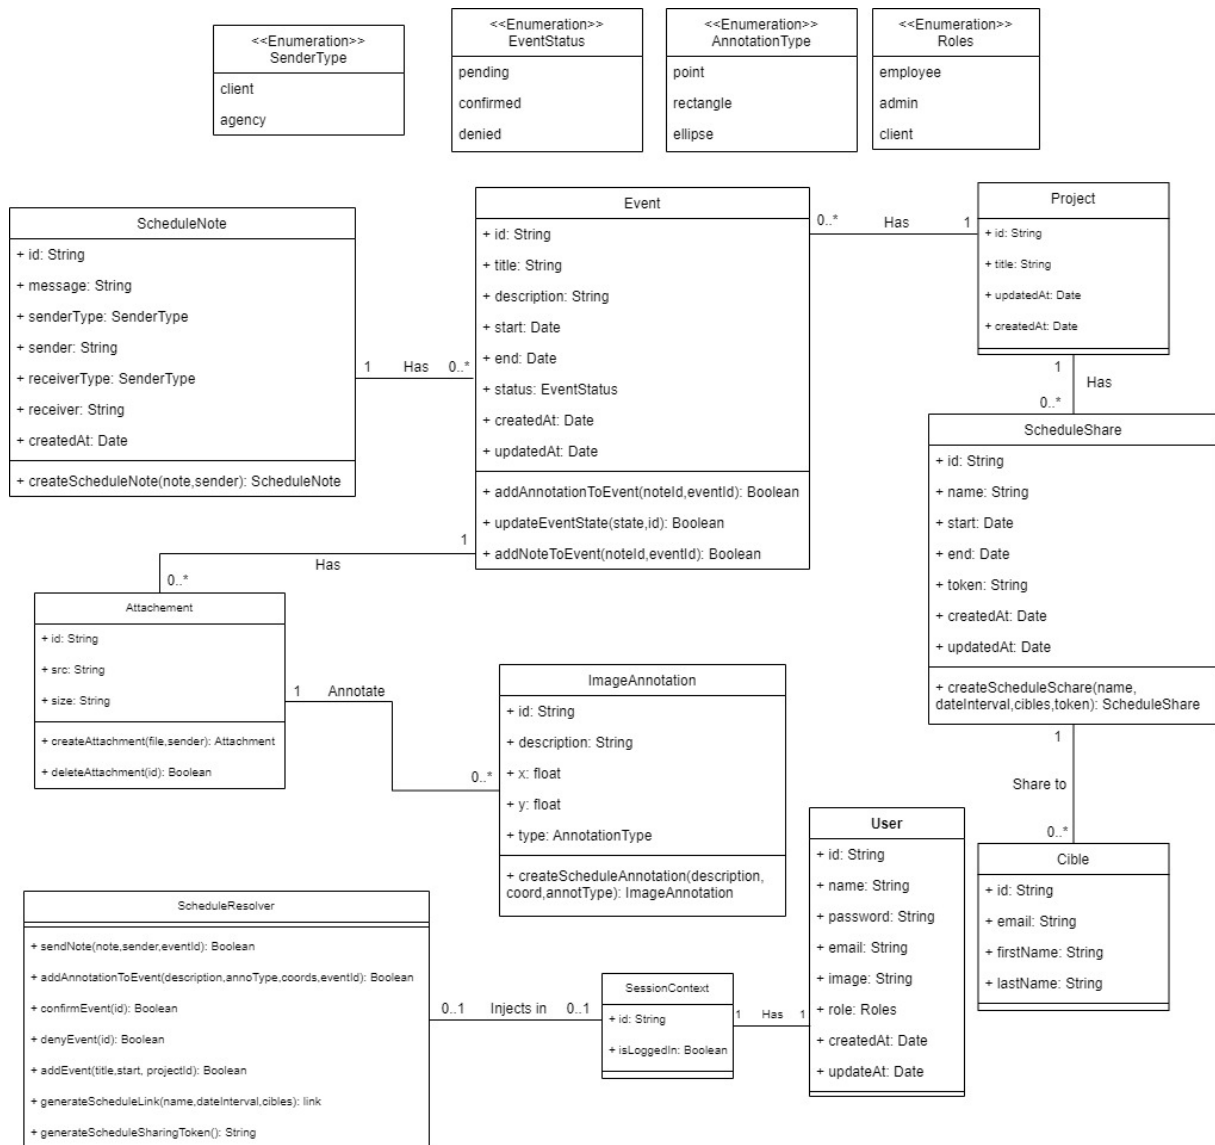 <<Enumeration>>
SenderType
client
agency
<<Enumeration>>
EventStatus
pending
confirmed
denied
<<Enumeration>>
AnnotationType
point
rectangle
ellipse
<<Enumeration>>
Roles
employee
admin
client
ScheduleNote
+ id: String
+ message: String
+ senderType: SenderType
+ sender: String
+ receiverType: SenderType
+ receiver: String
+ createdAt: Date
+ createScheduleNote(note,sender): ScheduleNote
1 Has 0..*
Event
+ id: String
+ title: String
+ description: String
+ start: Date
+ end: Date
+ status: EventStatus
+ createdAt: Date
+ updatedAt: Date
+ addAnnotationToEvent(noteId,eventId): Boolean
+ updateEventState(state,id): Boolean
+ addNoteToEvent(noteId,eventId): Boolean
0..* Has 1
Project
+ id: String
+ title: String
+ updatedAt: Date
+ createdAt: Date
1
Has
0..*
ScheduleShare
+ id: String
+ name: String
+ start: Date
+ end: Date
+ token: String
+ createdAt: Date
+ updatedAt: Date
+ createScheduleSchare(name,
dateInterval,cibles,token): ScheduleShare
1
Has
0..*
Attachement
+ id: String
+ src: String
+ size: String
+ createAttachment(file,sender): Attachment
+ deleteAttachment(id): Boolean
1 Annotate
0..*
ImageAnnotation
+ id: String
+ description: String
+ x: float
+ y: float
+ type: AnnotationType
+ createScheduleAnnotation(description,
coord,annotType): ImageAnnotation
1
Share to
0..*
Cible
+ id: String
+ email: String
+ firstName: String
+ lastName: String
User
+ id: String
+ name: String
+ password: String
+ email: String
+ image: String
+ role: Roles
+ createdAt: Date
+ updateAt: Date
ScheduleResolver
+ sendNote(note,sender,eventId): Boolean
+ addAnnotationToEvent(description,annoType,coords,eventId): Boolean
+ confirmEvent(id): Boolean
+ denyEvent(id): Boolean
+ addEvent(title,start, projectId): Boolean
+ generateScheduleLink(name,dateInterval,cibles): link
+ generateScheduleSharingToken(): String
0..1 Injects in 0..1
SessionContext
+ id: String
+ isLoggedIn: Boolean
1 Has 1